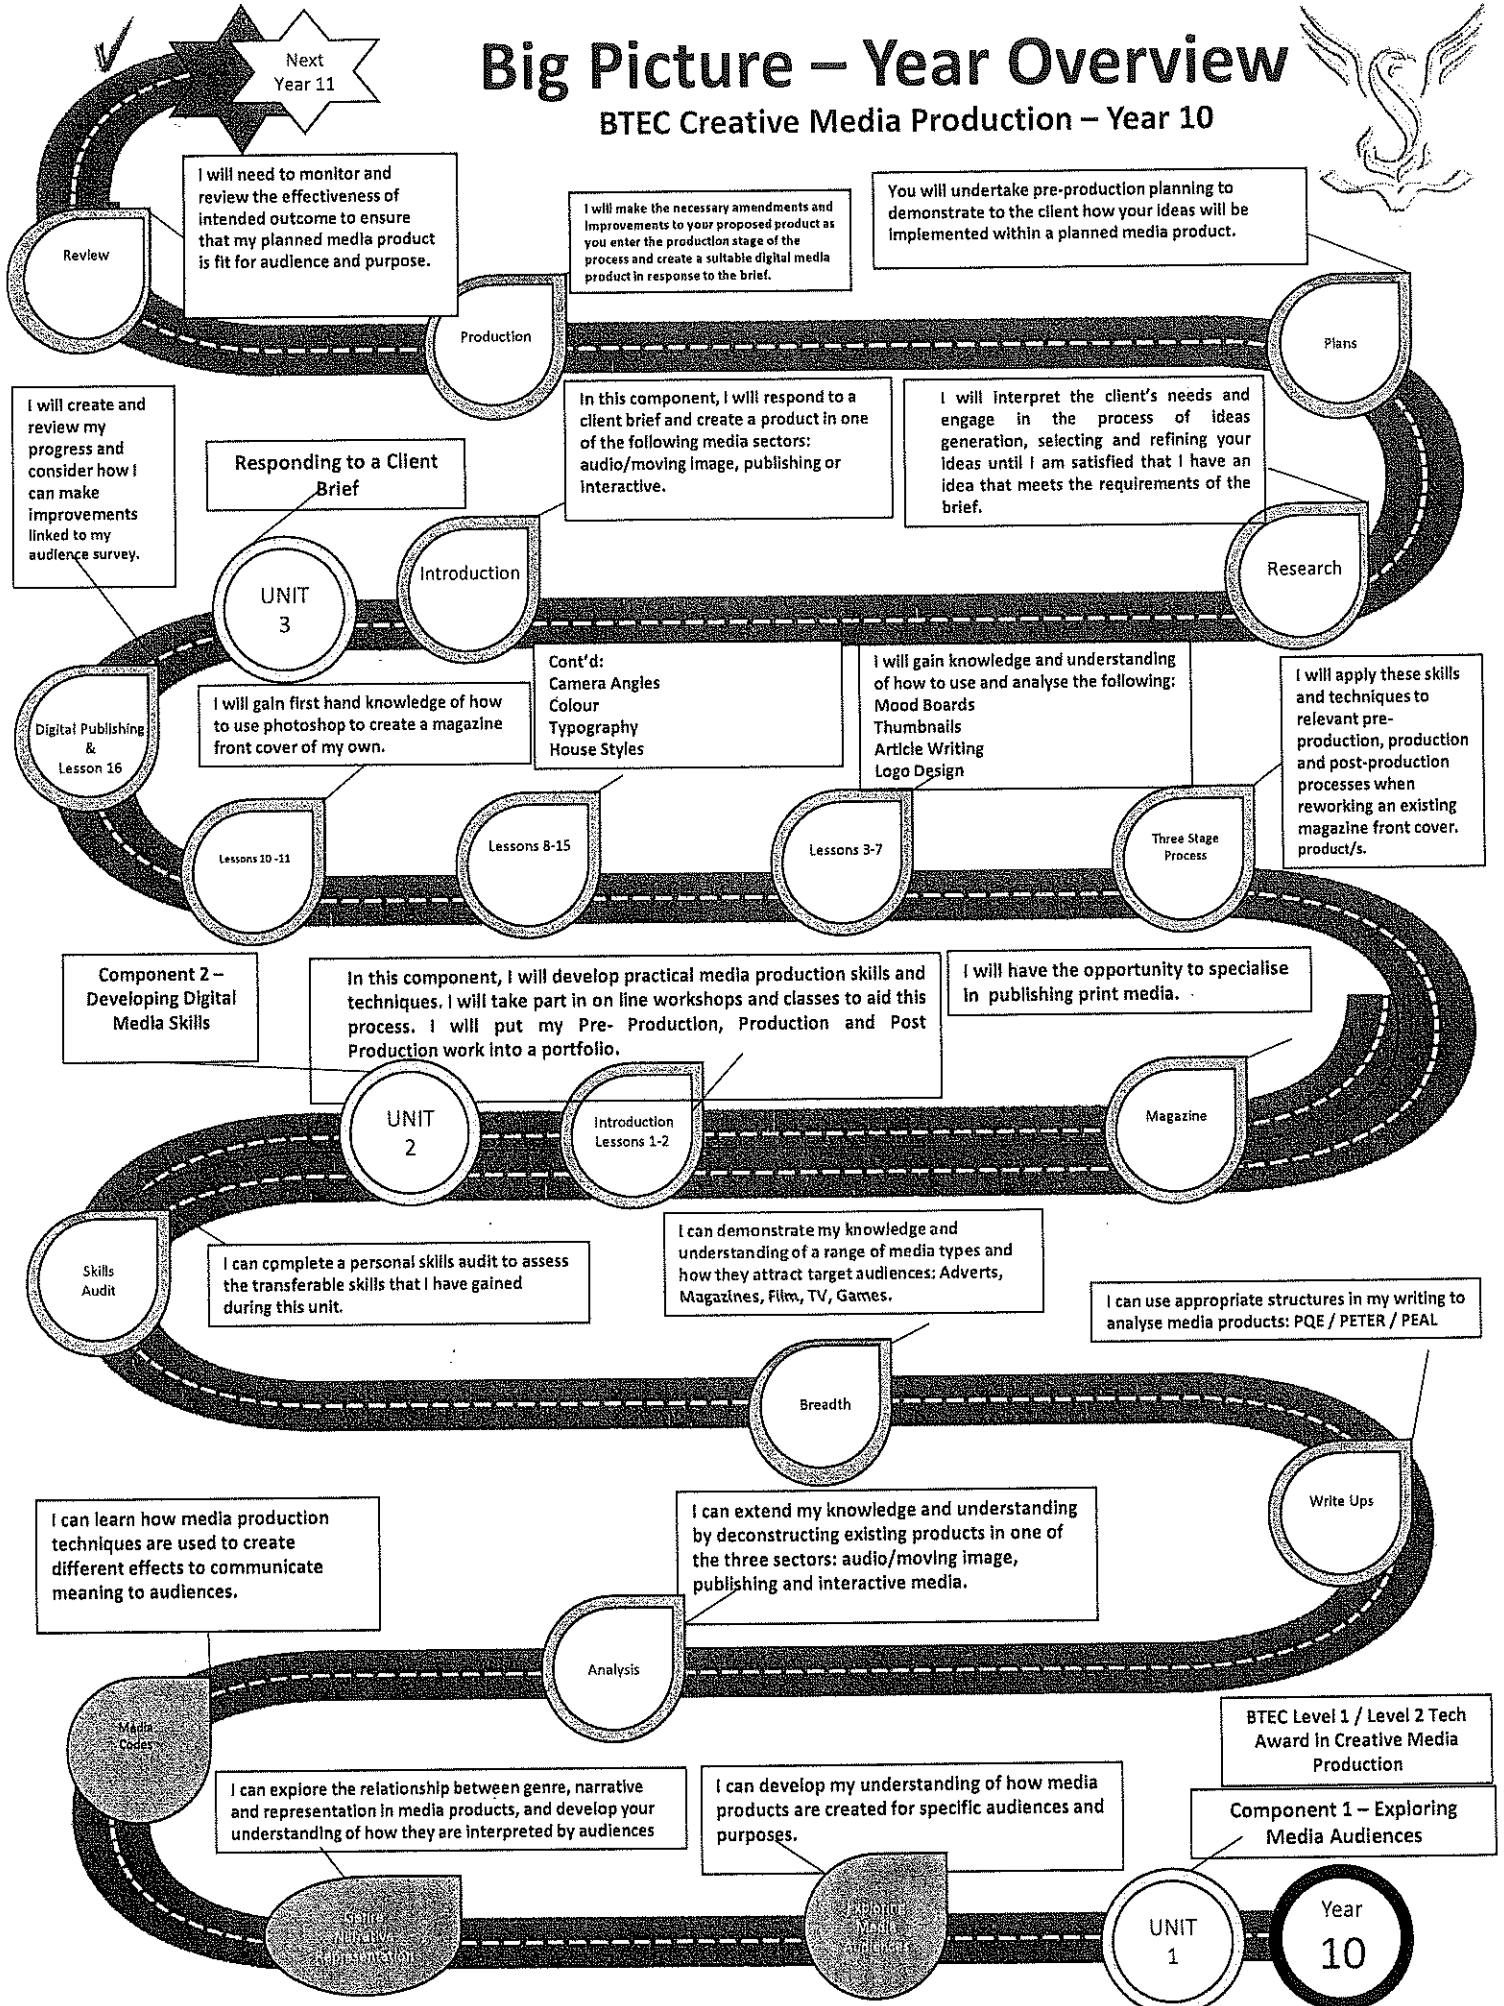 Next
Year 11
Big Picture – Year Overview
BTEC Creative Media Production – Year 10
I will need to monitor and
review the effectiveness of
intended outcome to ensure
that my planned media product
is fit for audience and purpose.
I will make the necessary amendments and
improvements to your proposed product as
you enter the production stage of the
process and create a suitable digital media
product in response to the brief.
You will undertake pre-production planning to
demonstrate to the client how your ideas will be
implemented within a planned media product.
Review
Production
Plans
I will create and
review my
progress and
consider how I
can make
improvements
linked to my
audience survey.
Responding to a Client
Brief
In this component, I will respond to a
client brief and create a product in one
of the following media sectors:
audio/moving image, publishing or
interactive.
I will interpret the client's needs and
engage in the process of ideas
generation, selecting and refining your
ideas until I am satisfied that I have an
idea that meets the requirements of the
brief.
UNIT
3
Introduction
Research
Digital Publishing
&
Lesson 16
I will gain first hand knowledge of how
to use photoshop to create a magazine
front cover of my own.
Cont'd:
Camera Angles
Colour
Typography
House Styles
I will gain knowledge and understanding
of how to use and analyse the following:
Mood Boards
Thumbnails
Article Writing
Logo Design
I will apply these skills
and techniques to
relevant pre-
production, production
and post-production
processes when
reworking an existing
magazine front cover.
product/s.
Lessons 10 -11
Lessons 8-15
Lessons 3-7
Three Stage
Process
Component 2 –
Developing Digital
Media Skills
In this component, I will develop practical media production skills and
techniques. I will take part in on line workshops and classes to aid this
process. I will put my Pre- Production, Production and Post
Production work into a portfolio.
I will have the opportunity to specialise
in publishing print media.
UNIT
2
Introduction
Lessons 1-2
Magazine
Skills
Audit
I can complete a personal skills audit to assess
the transferable skills that I have gained
during this unit.
I can demonstrate my knowledge and
understanding of a range of media types and
how they attract target audiences: Adverts,
Magazines, Film, TV, Games.
I can use appropriate structures in my writing to
analyse media products: PQE / PETER / PEAL
Breadth
Write Ups
I can learn how media production
techniques are used to create
different effects to communicate
meaning to audiences.
I can extend my knowledge and understanding
by deconstructing existing products in one of
the three sectors: audio/moving image,
publishing and interactive media.
Analysis
Media
Codes
BTEC Level 1 / Level 2 Tech
Award in Creative Media
Production
I can explore the relationship between genre, narrative
and representation in media products, and develop your
understanding of how they are interpreted by audiences
I can develop my understanding of how media
products are created for specific audiences and
purposes.
Component 1 – Exploring
Media Audiences
Genre
Narrative
Representation
Exploring
Media
Audiences
UNIT
1
Year
10